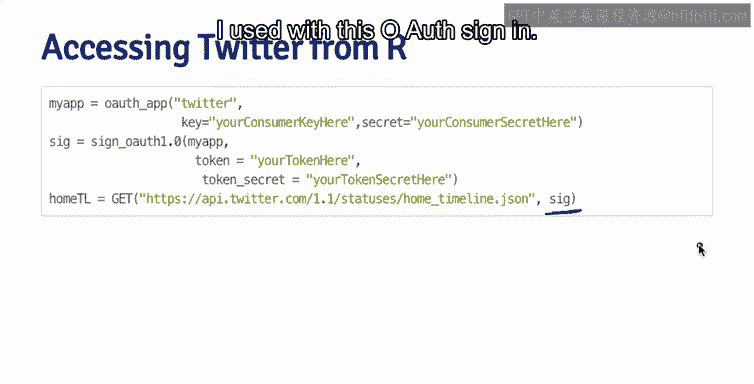 I used with this O Auth sign in.
Accessing Twitter from R
myapp = oauth_app("twitter",
key="yourConsumerKeyHere",secret="yourConsumerSecretHere")
sig = sign_oauth1.0(myapp,
token = "yourTokenHere",
token_secret = "yourTokenSecretHere")
homeTL = GET("https://api.twitter.com/1.1/statuses/home_timeline.json", sig)